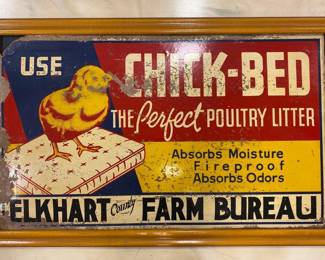 USE
CHICK-BED
THE Perfect POULTRY LITTER
Absorbs Moisture
Fireproof
Absorbs Odors
ELKHART County FARM BUREAU